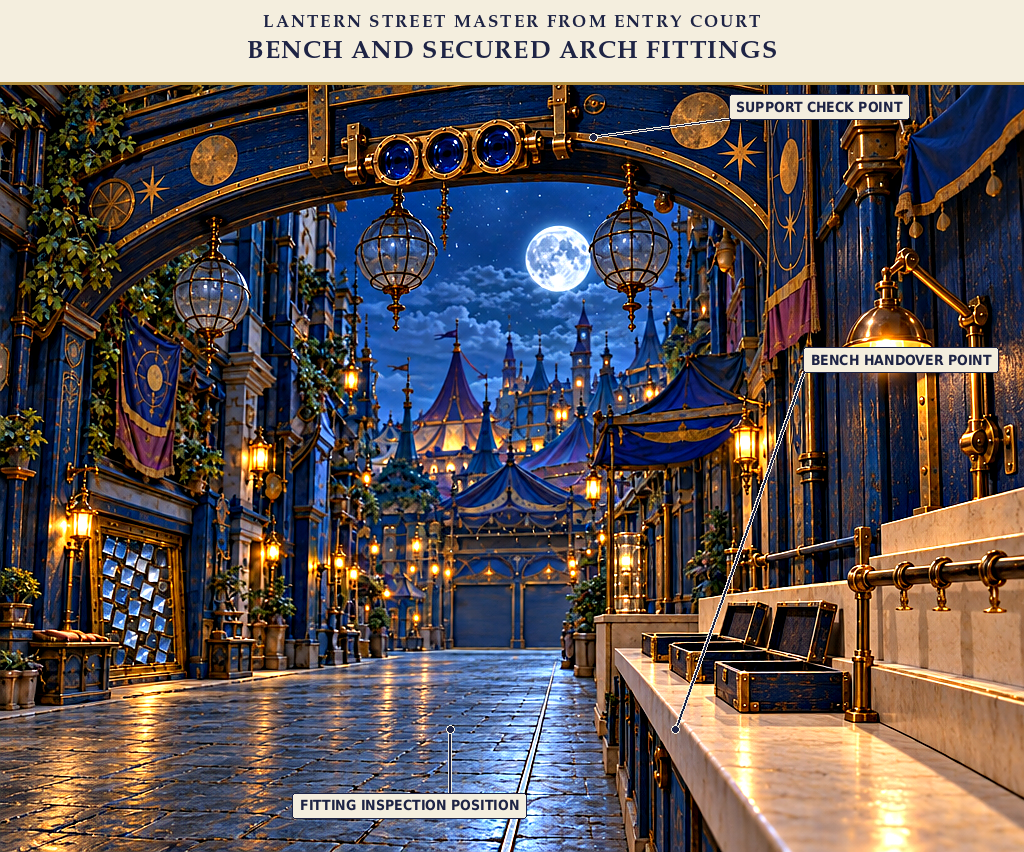 LANTERN STREET MASTER FROM ENTRY COURT
BENCH AND SECURED ARCH FITTINGS
SUPPORT CHECK POINT
BENCH HANDOVER POINT
FITTING INSPECTION POSITION